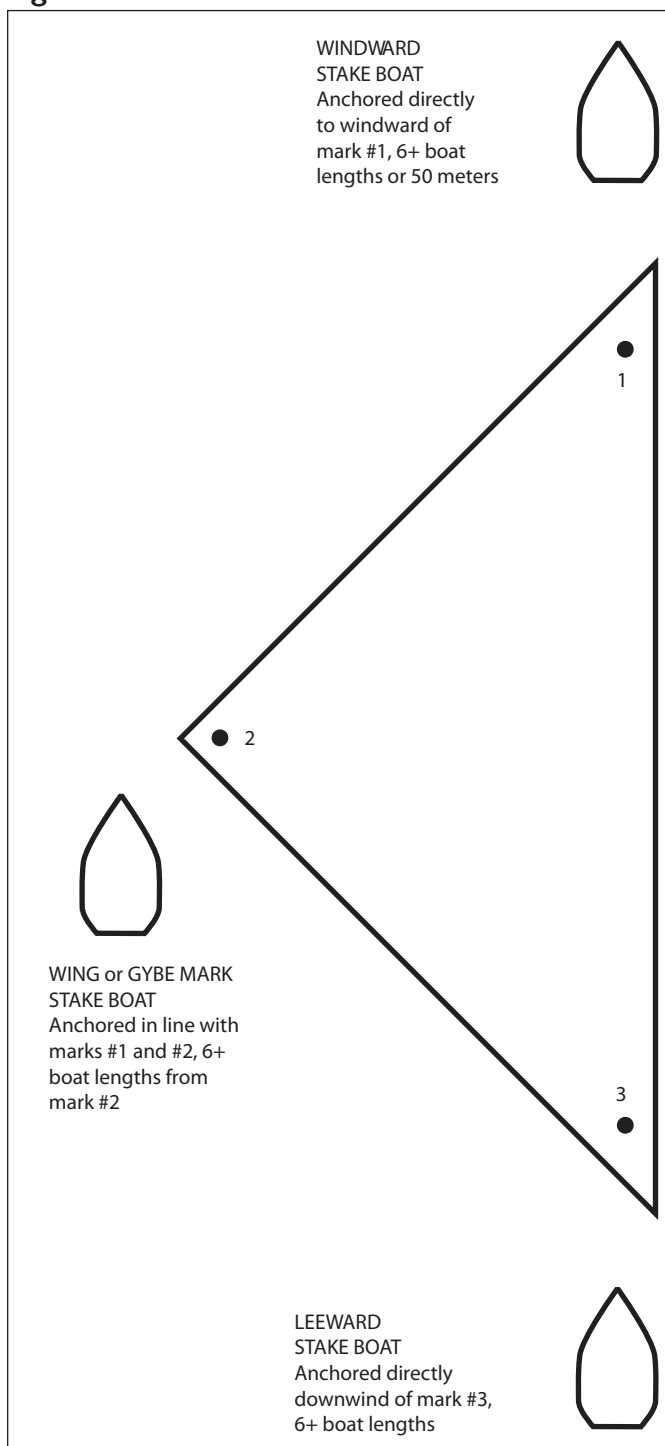 WINDWARD
STAKE BOAT
Anchored directly
to windward of
mark #1, 6+ boat
lengths or 50 meters
1
2
WING or GYBE MARK
STAKE BOAT
Anchored in line with
marks #1 and #2, 6+
boat lengths from
mark #2
3
LEEWARD
STAKE BOAT
Anchored directly
downwind of mark #3,
6+ boat lengths